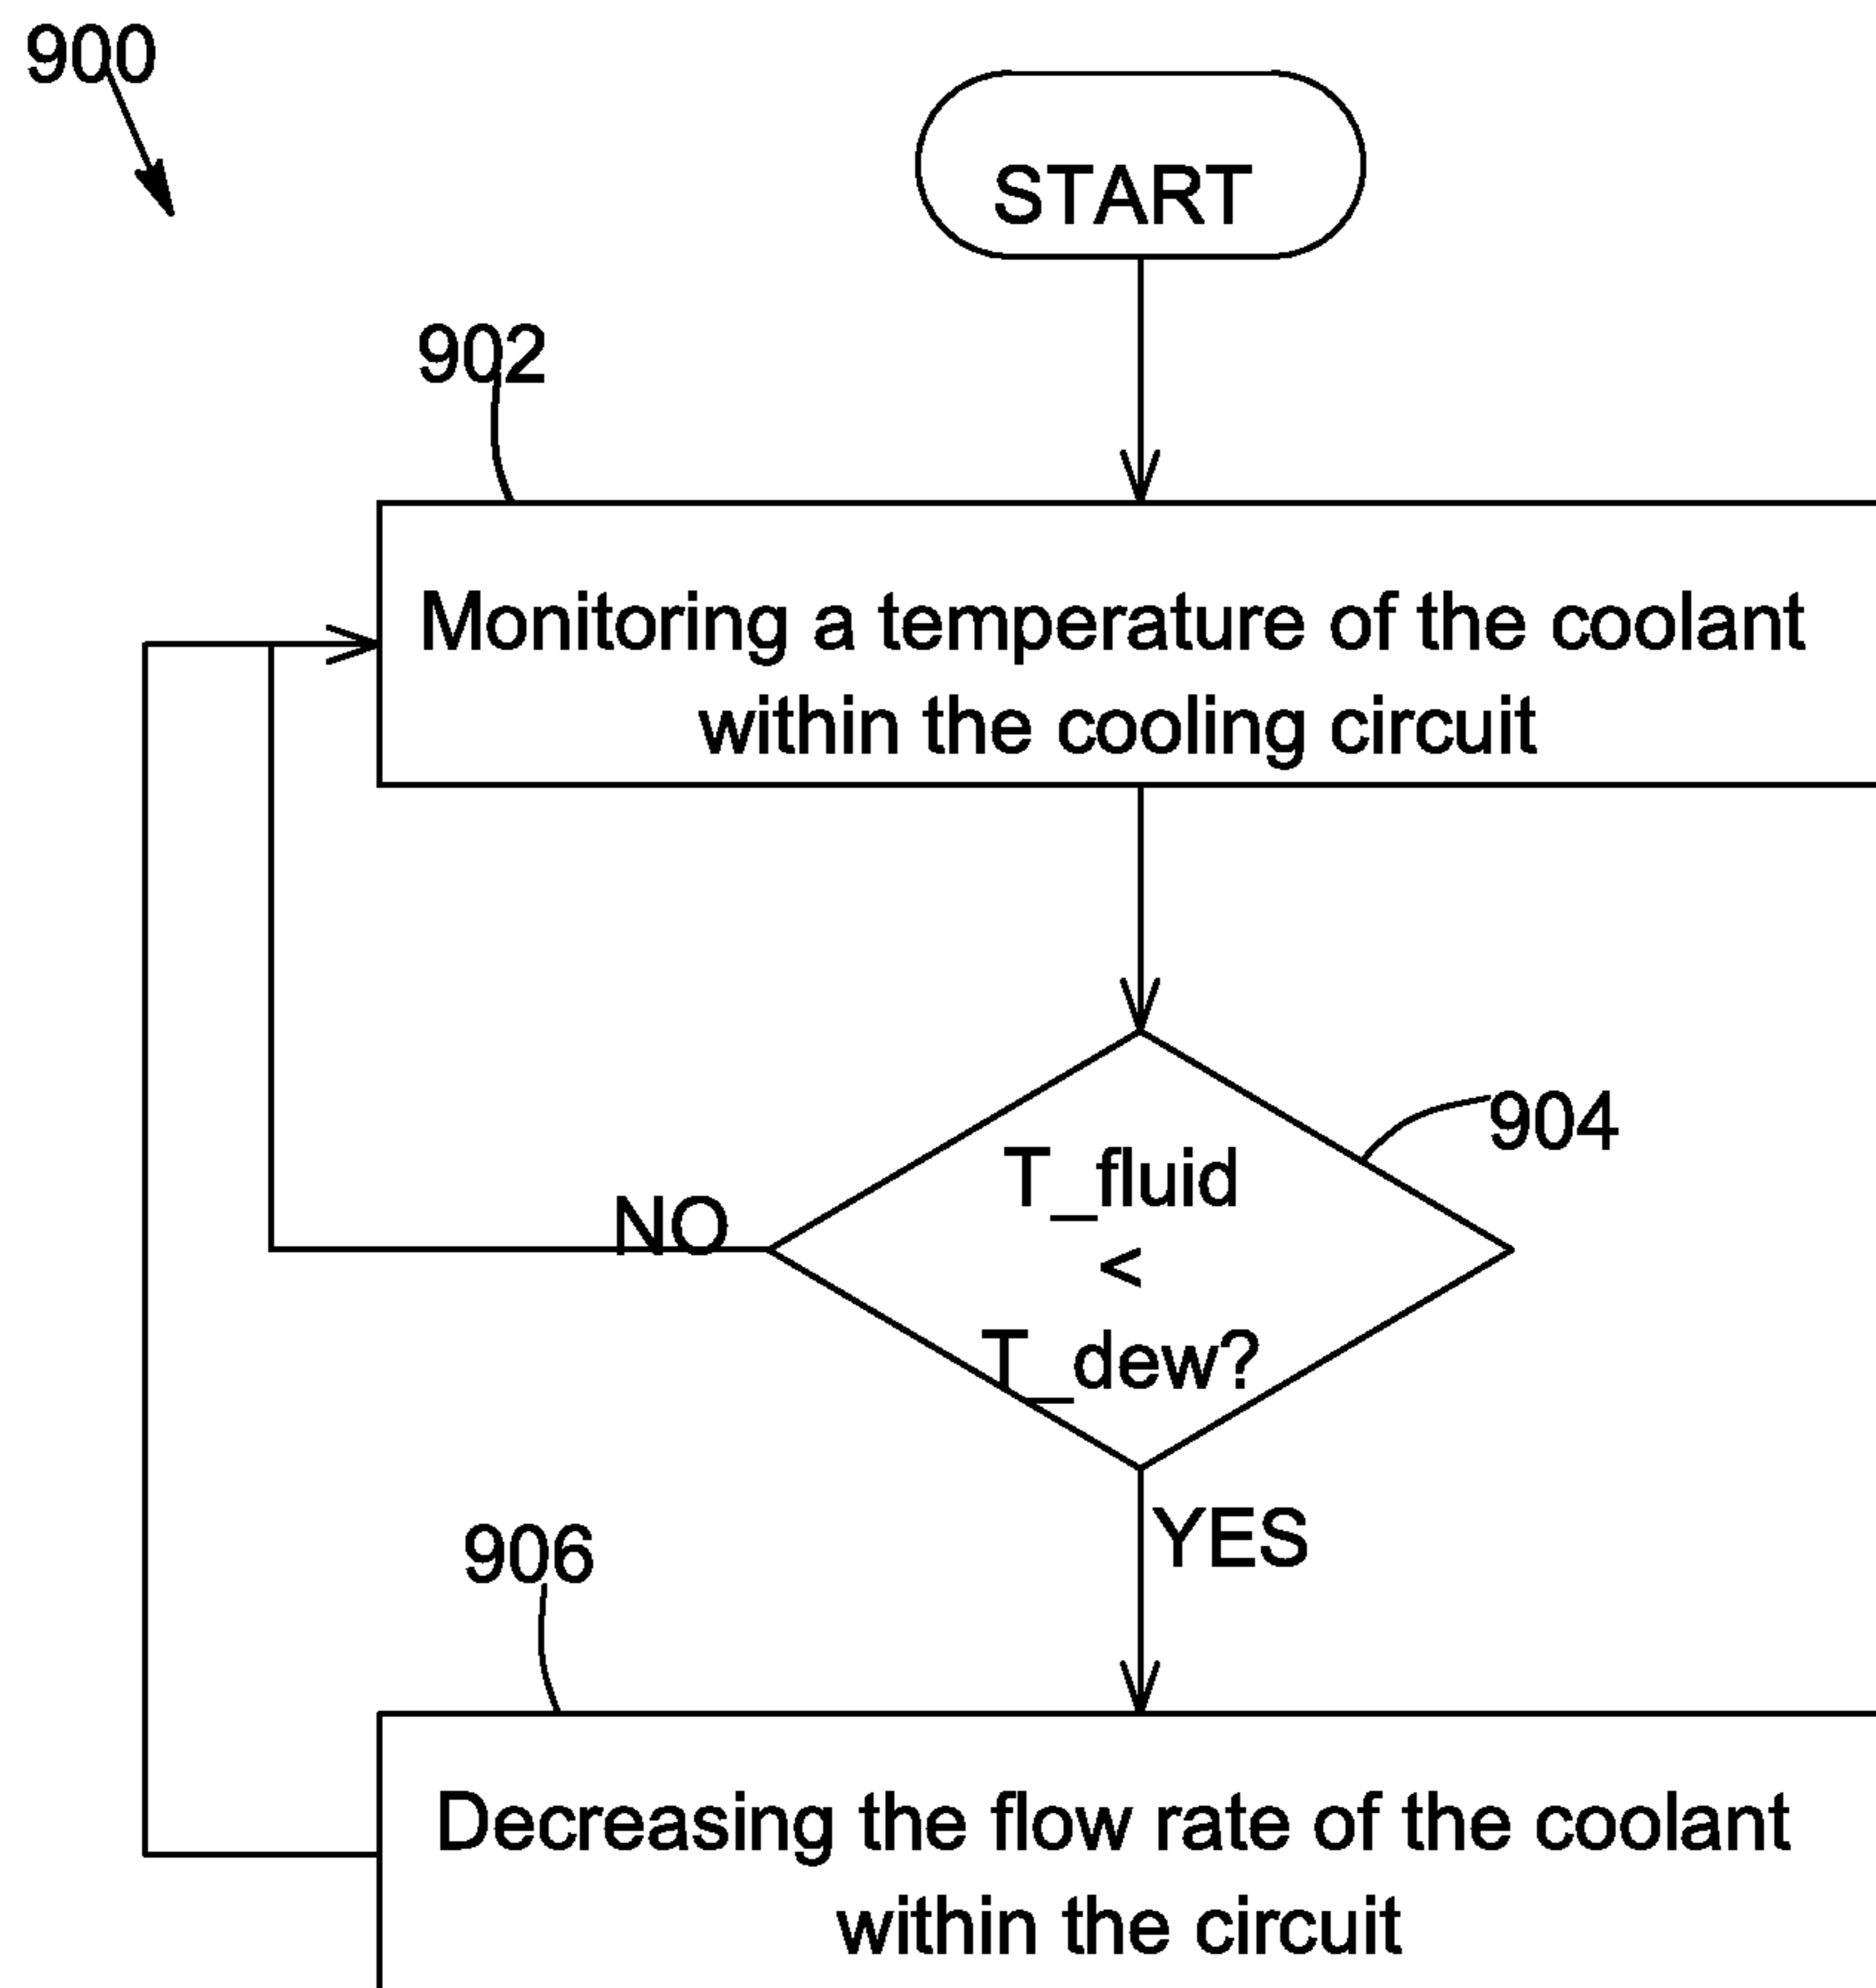 900
START
902
Monitoring a temperature of the coolant
within the cooling circuit
904
T_fluid
<
T_dew?
NO
YES
906
Decreasing the flow rate of the coolant
within the circuit